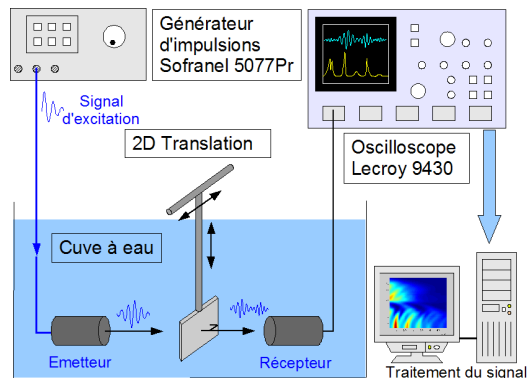 Générateur
d'impulsions
Sofranel 5077Pr
Signal
d'excitation
2D Translation
Oscilloscope
Lecroy 9430
Cuve à eau
Emetteur
Récepteur
Traitement du signal